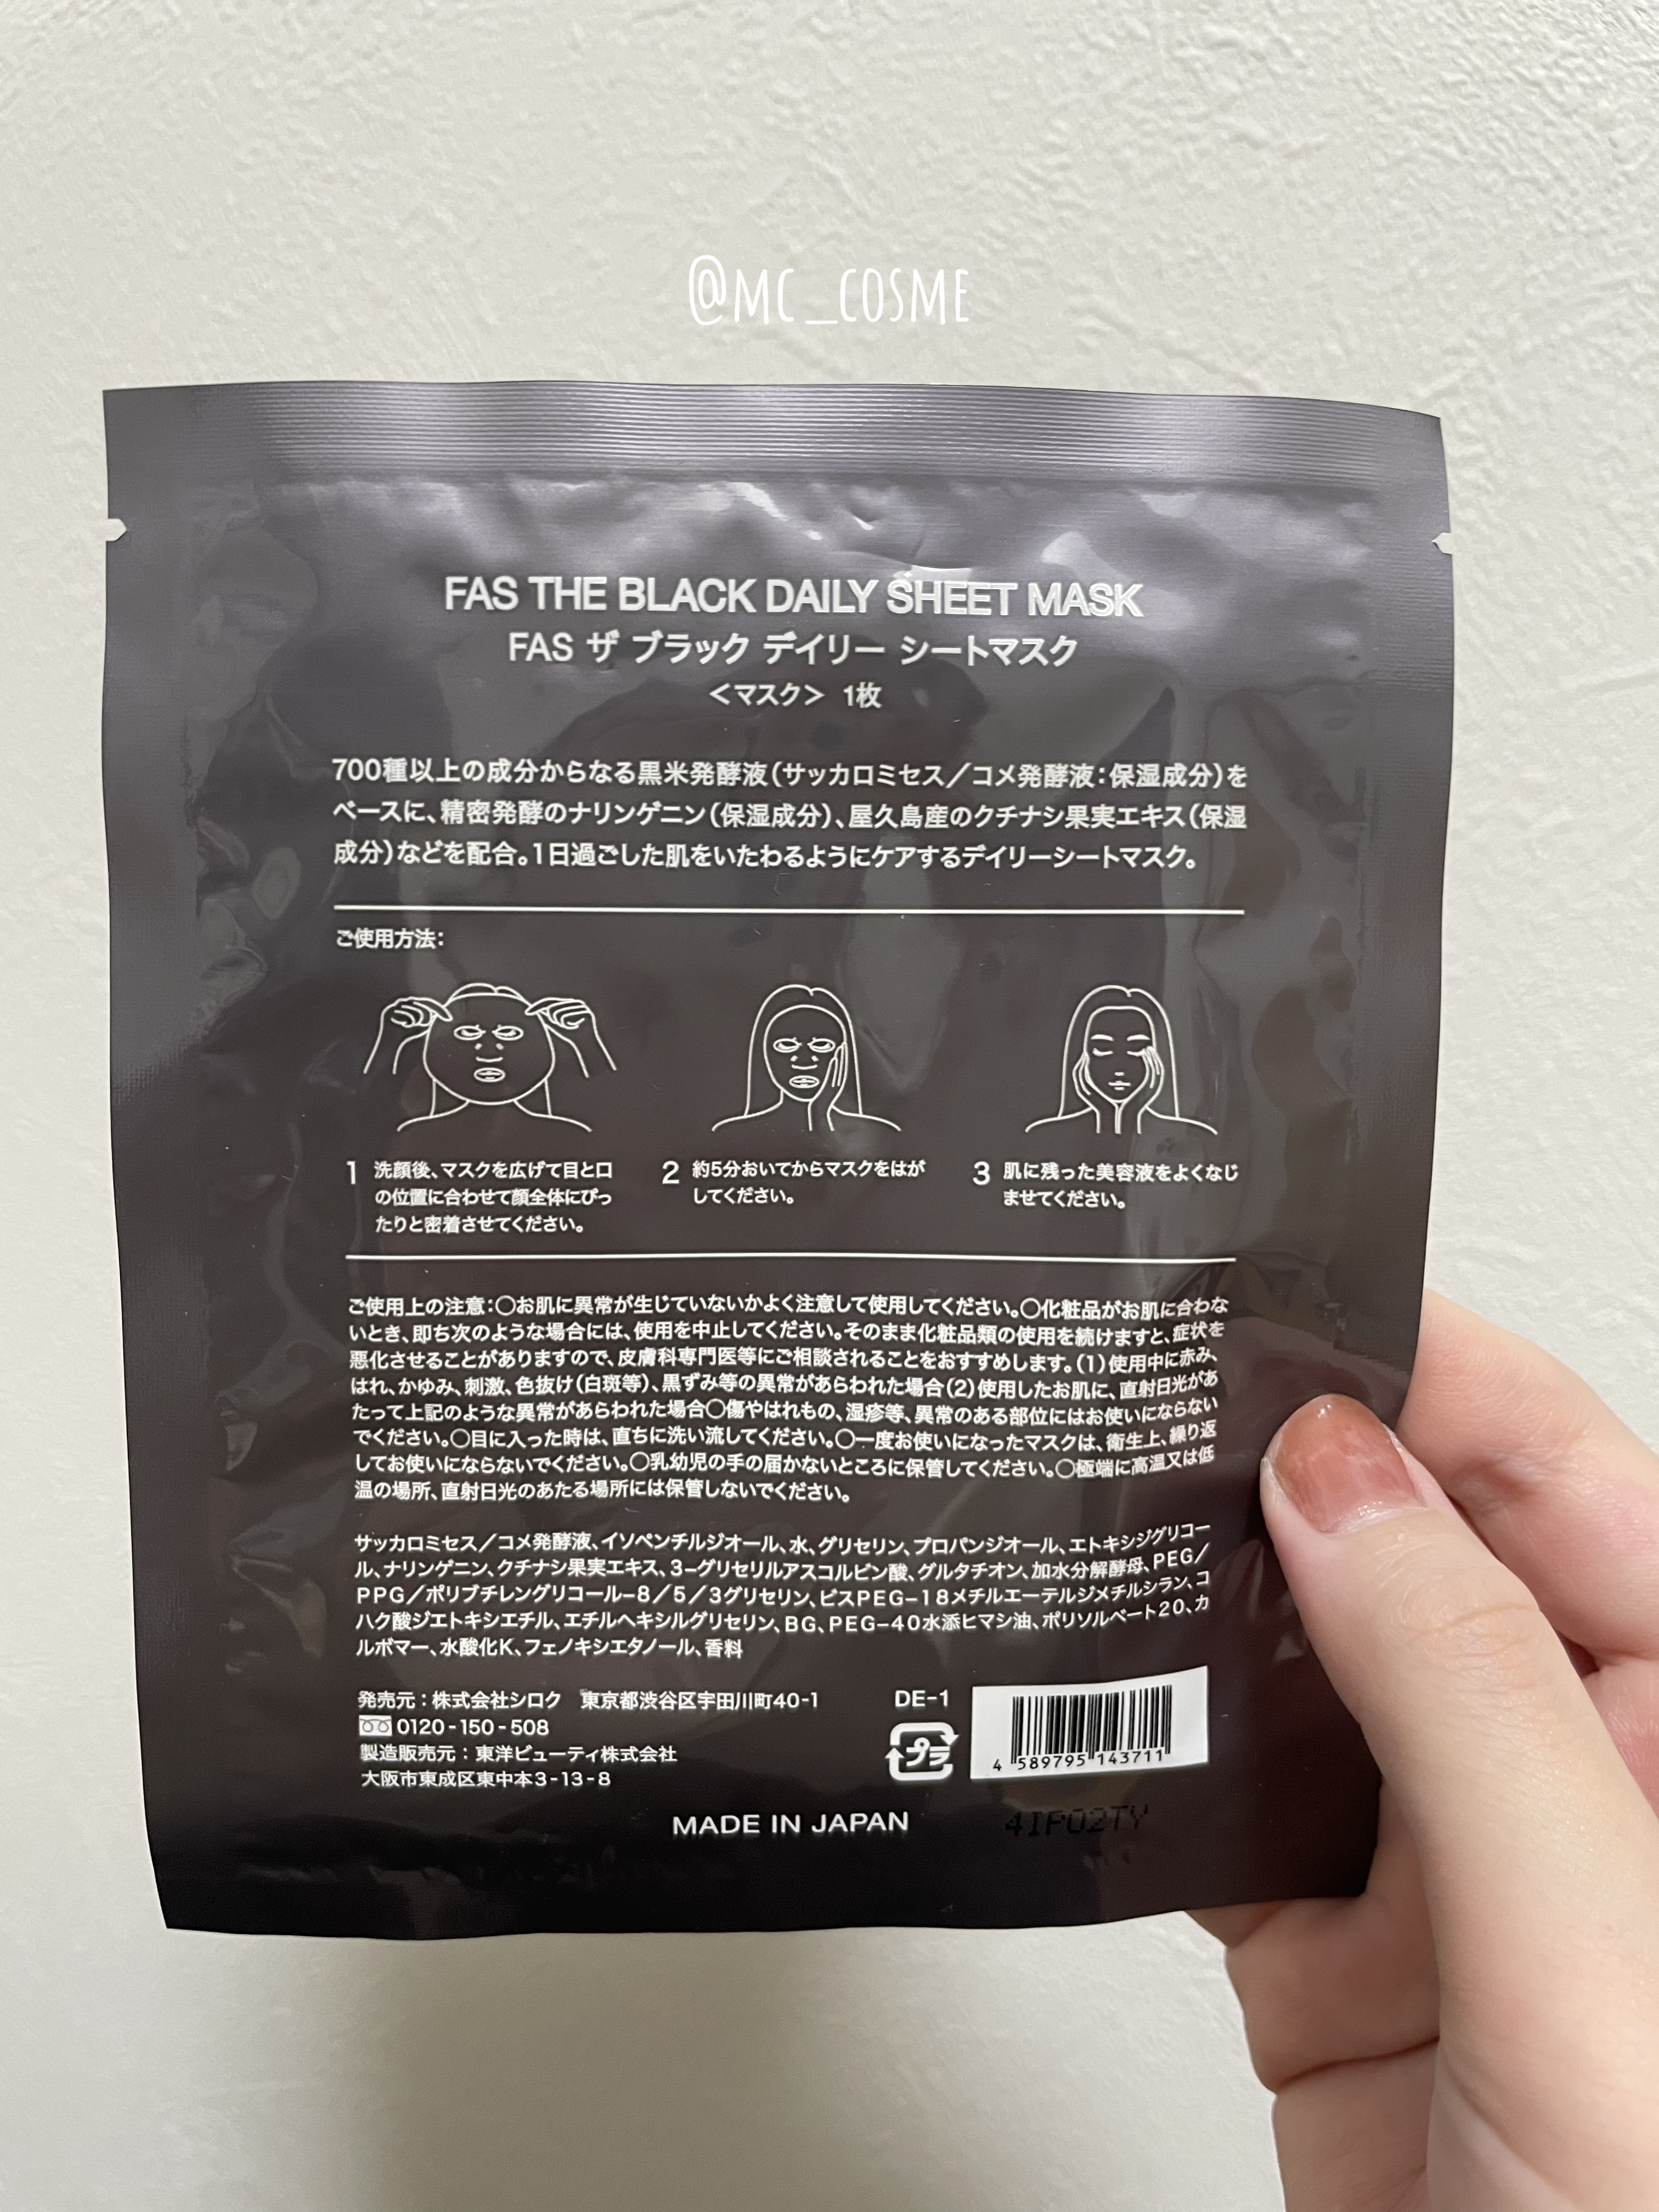 @MC_COSME
FAS THE BLACK DAILY SHEET MASK
FAS ザ ブラック デイリー シートマスク
＜マスク＞ 1枚
700種以上の成分からなる黒米発酵液（サッカロミセス／コメ発酵液：保湿成分）を
ベースに、精密発酵のナリンゲニン（保湿成分）、屋久島産のクチナシ果実エキス（保湿
成分）などを配合。1日過ごした肌をいたわるようにケアするデイリーシートマスク。
ご使用方法：
1 洗顔後、マスクを広げて目と口
の位置に合わせて顔全体にぴっ
たりと密着させてください。
2 約5分おいてからマスクをはが
してください。
3 肌に残った美容液をよくなじ
ませてください。
ご使用上の注意：○お肌に異常が生じていないかよく注意して使用してください。○化粧品がお肌に合わな
いとき、即ち次のような場合には、使用を中止してください。そのまま化粧品類の使用を続けますと、症状を
悪化させることがありますので、皮膚科専門医等にご相談されることをおすすめします。（1）使用中に赤み、
はれ、かゆみ、刺激、色抜け（白斑等）、黒ずみ等の異常があらわれた場合（2）使用したお肌に、直射日光があ
たって上記のような異常があらわれた場合○傷やはれもの、湿疹等、異常のある部位にはお使いにならない
でください。○目に入った時は、直ちに洗い流してください。○一度お使いになったマスクは、衛生上、繰り返
してお使いにならないでください。○乳幼児の手の届かないところに保管してください。○極端に高温又は低
温の場所、直射日光のあたる場所には保管しないでください。
サッカロミセス／コメ発酵液、イソペンチルジオール、水、グリセリン、プロパンジオール、エトキシジグリコー
ル、ナリンゲニン、クチナシ果実エキス、3-グリセリルアスコルビン酸、グルタチオン、加水分解酵母、PEG／
PPG／ポリブチレングリコール-8／5／3グリセリン、ビスPEG-18メチルエーテルジメチルシラン、コ
ハク酸ジエトキシエチル、エチルヘキシルグリセリン、BG、PEG-40水添ヒマシ油、ポリソルベート20、カ
ルボマー、水酸化K、フェノキシエタノール、香料
発売元：株式会社シロク 東京都渋谷区宇田川町40-1
0120-150-508
製造販売元：東洋ビューティ株式会社
大阪市東成区東中本3-13-8
DE-1
プラ
4 589795 143711
MADE IN JAPAN
4IP02TY